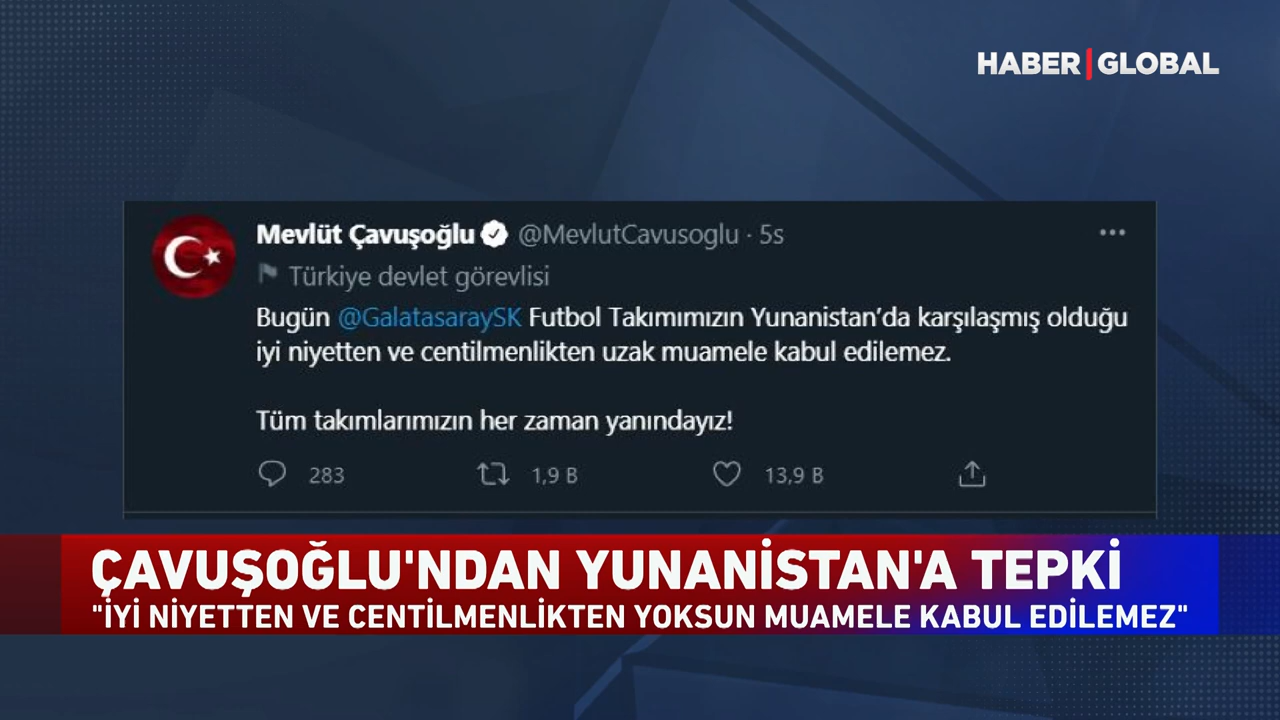 HABER GLOBAL
Mevlüt Çavuşoğlu @MevlutCavusoglu · 5s
Türkiye devlet görevlisi
Bugün @GalatasaraySK Futbol Takımımızın Yunanistan'da karşılaşmış olduğu
iyi niyetten ve centilmenlikten uzak muamele kabul edilemez.
Tüm takımlarımızın her zaman yanındayız!
283 1,9 B 13,9 B
ÇAVUŞOĞLU'NDAN YUNANİSTAN'A TEPKİ
"İYİ NİYETTEN VE CENTİLMENLİKTEN YOKSUN MUAMELE KABUL EDİLEMEZ"